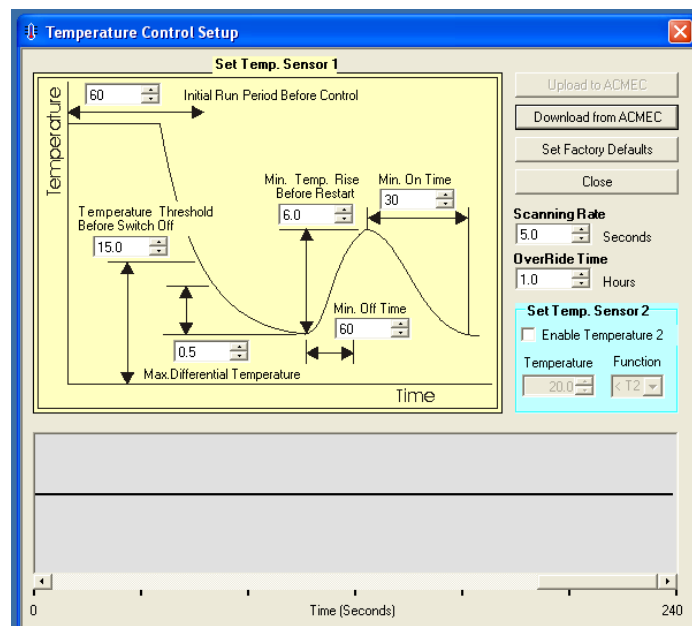 Temperature Control Setup
Set Temp. Sensor 1
Temperature
60
Initial Run Period Before Control
Min. Temp. Rise
Before Restart
6.0
Min. On Time
30
Temperature Threshold
Before Switch Off
15.0
Min. Off Time
60
0.5
Max.Differential Temperature
Time
Upload to ACMEC
Download from ACMEC
Set Factory Defaults
Close
Scanning Rate
5.0 Seconds
OverRide Time
1.0 Hours
Set Temp. Sensor 2
Enable Temperature 2
Temperature Function
20.0 < T2
0 Time (Seconds) 240